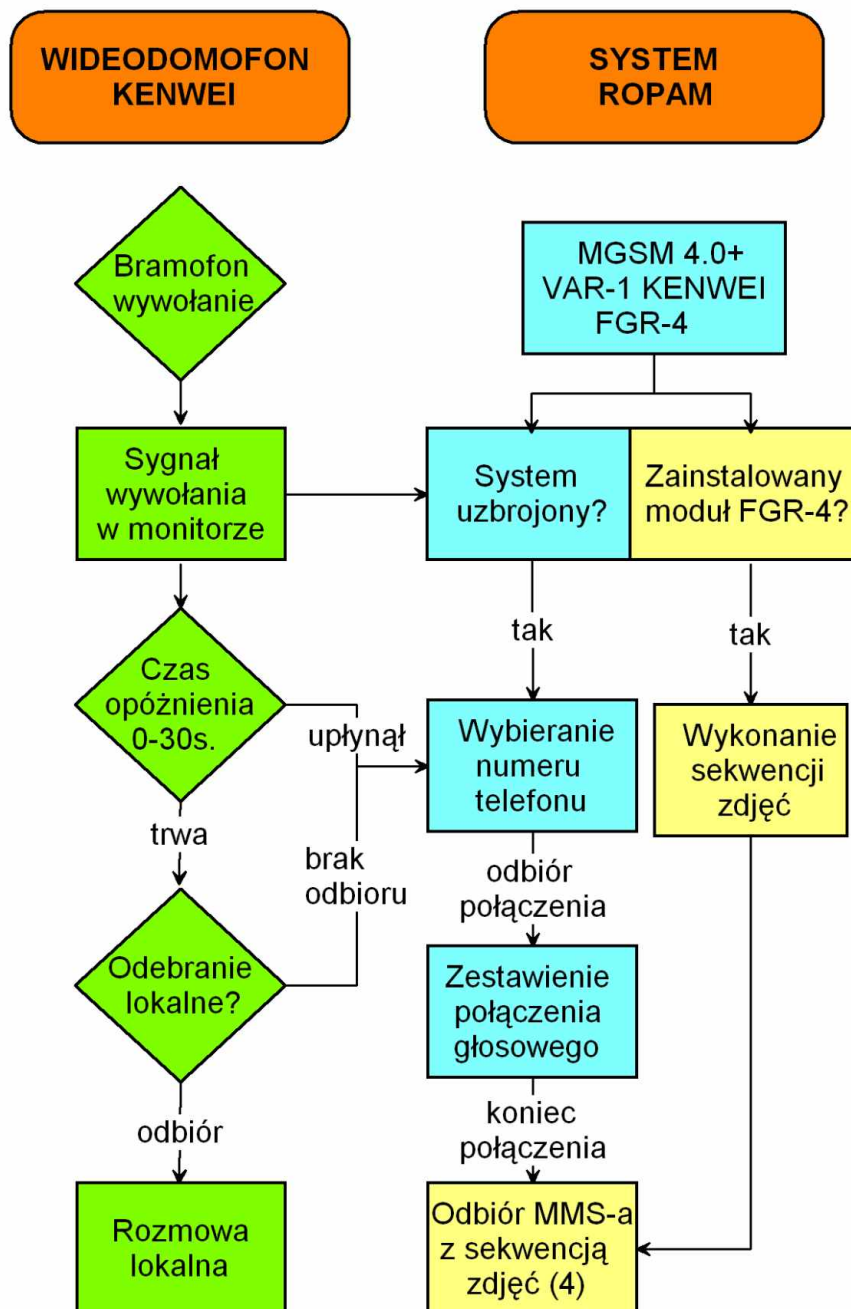 WIDEODOMOFON
KENWEI
SYSTEM
ROPAM
Bramofon
wywołanie
MGSM 4.0+
VAR-1 KENWEI
FGR-4
Sygnał
wywołania
w monitorze
System
uzbrojony?
Zainstalowany
moduł FGR-4?
tak
tak
Czas
opóżnienia
0-30s.
upłynął
Wybieranie
numeru
telefonu
Wykonanie
sekwencji
zdjęć
trwa
brak
odbioru
odbiór
połączenia
Odebranie
lokalne?
Zestawienie
połączenia
głosowego
odbiór
koniec
połączenia
Rozmowa
lokalna
Odbiór MMS-a
z sekwencją
zdjęć (4)